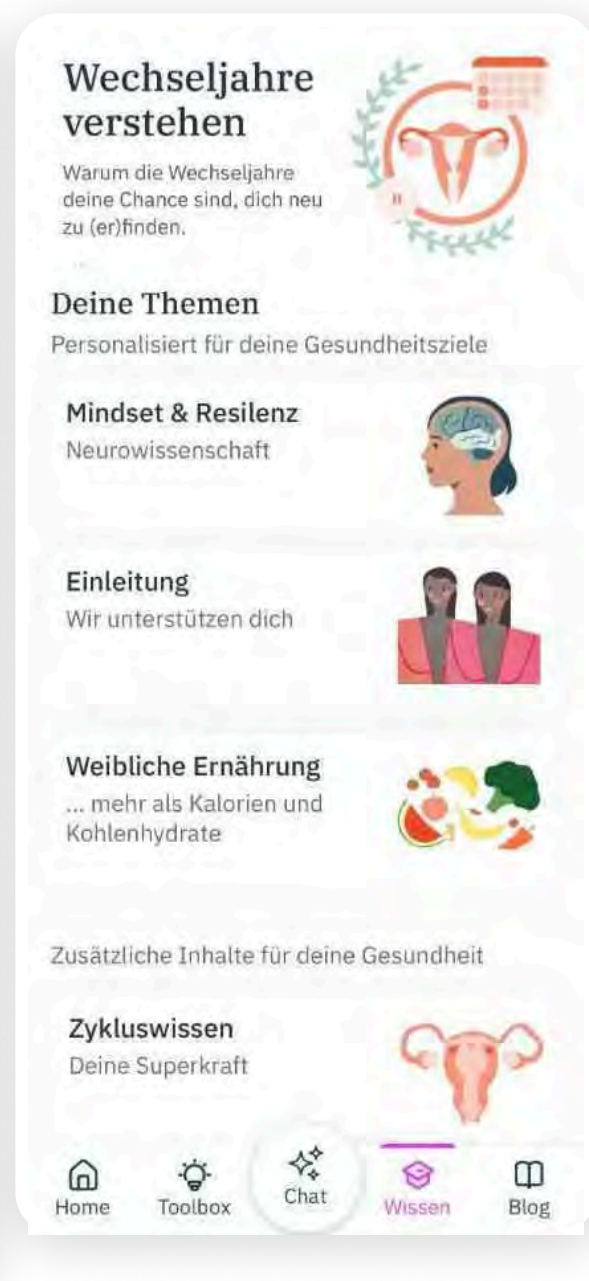 Wechseljahre
verstehen
Warum die Wechseljahre
deine Chance sind, dich neu
zu (er)finden.
Deine Themen
Personalisiert für deine Gesundheitsziele
Mindset & Resilenz
Neurowissenschaft
Einleitung
Wir unterstützen dich
Weibliche Ernährung
... mehr als Kalorien und
Kohlenhydrate
Zusätzliche Inhalte für deine Gesundheit
Zykluswissen
Deine Superkraft
Home
Toolbox
Chat
Wissen
Blog